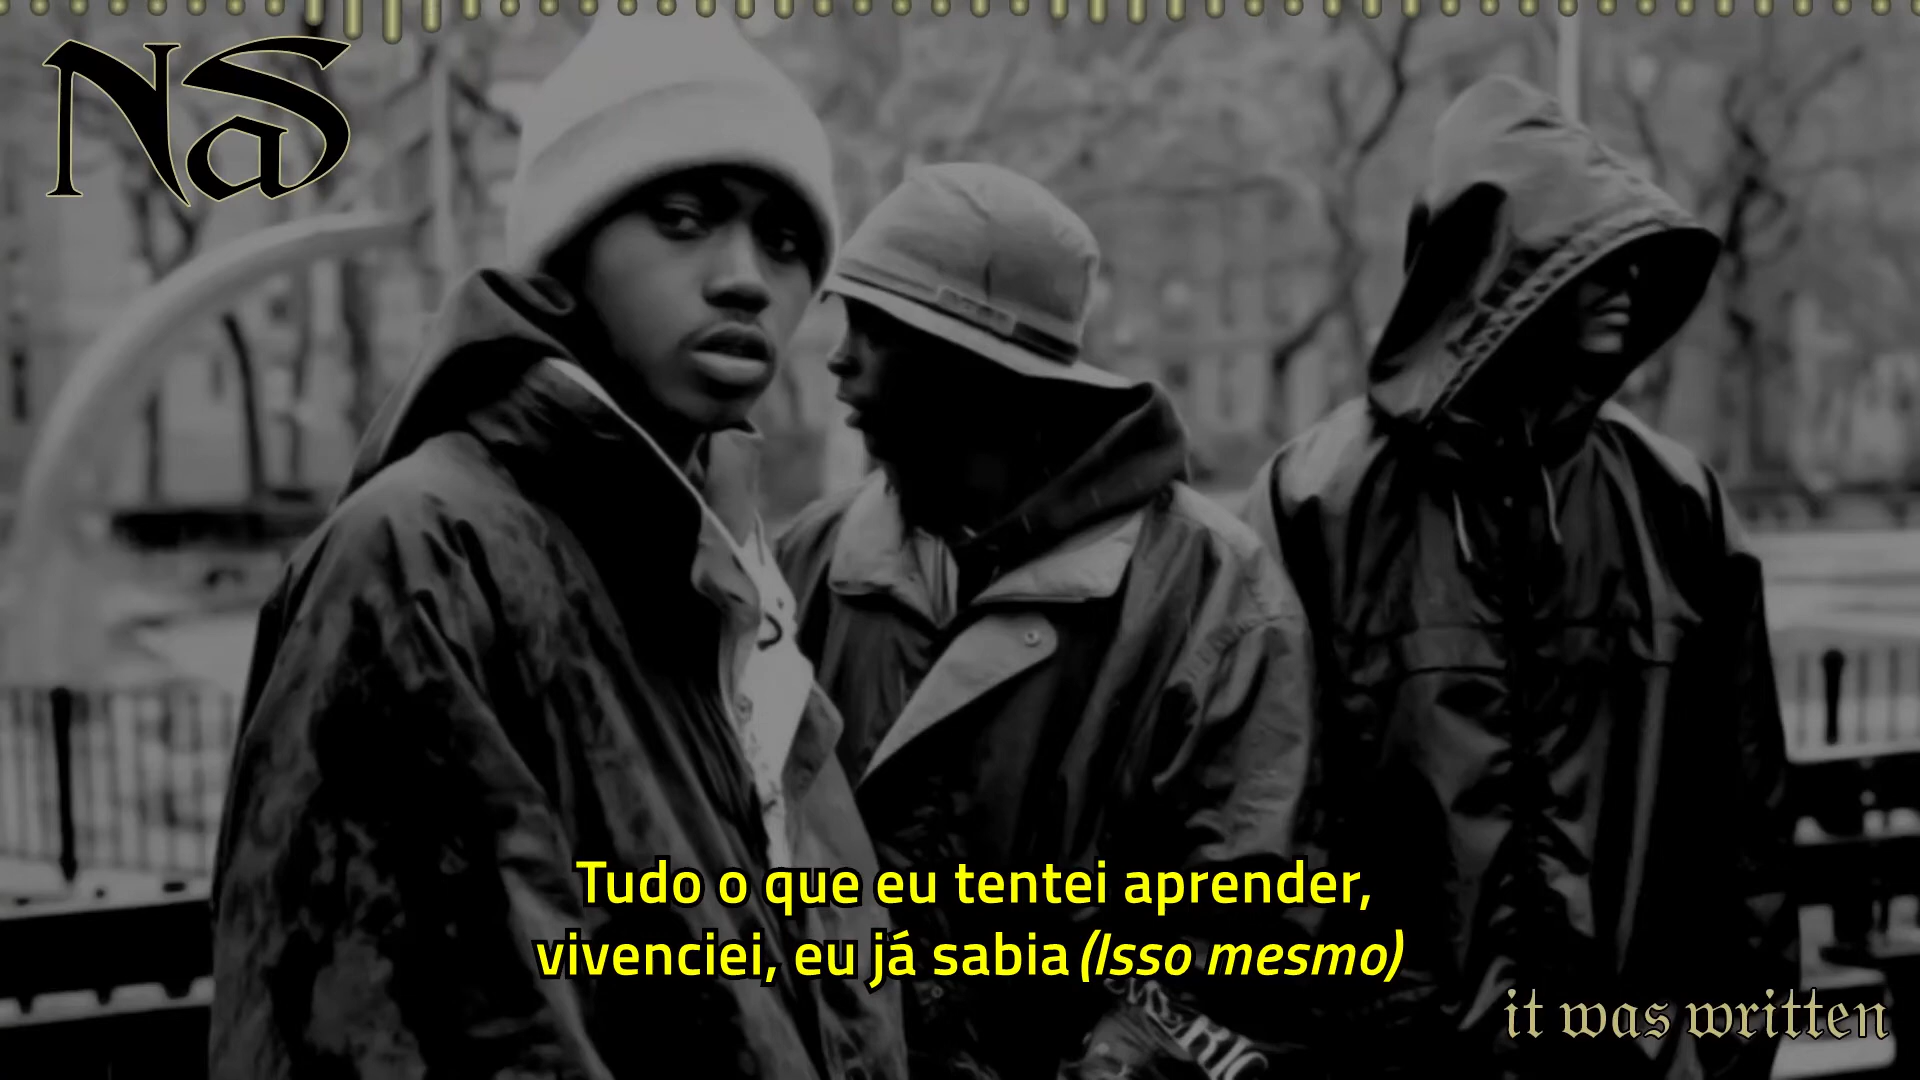 NaS
Tudo o que eu tentei aprender,
vivenciei, eu já sabia (Isso mesmo)
it was written